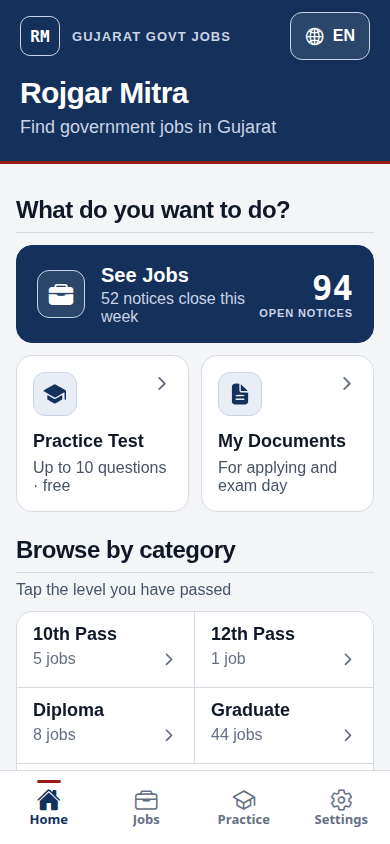 RM
GUJARAT GOVT JOBS
EN
Rojgar Mitra
Find government jobs in Gujarat
What do you want to do?
See Jobs
52 notices close this
week
94
OPEN NOTICES
Practice Test
Up to 10 questions
· free
My Documents
For applying and
exam day
Browse by category
Tap the level you have passed
10th Pass
5 jobs
12th Pass
1 job
Diploma
8 jobs
Graduate
44 jobs
Home
Jobs
Practice
Settings